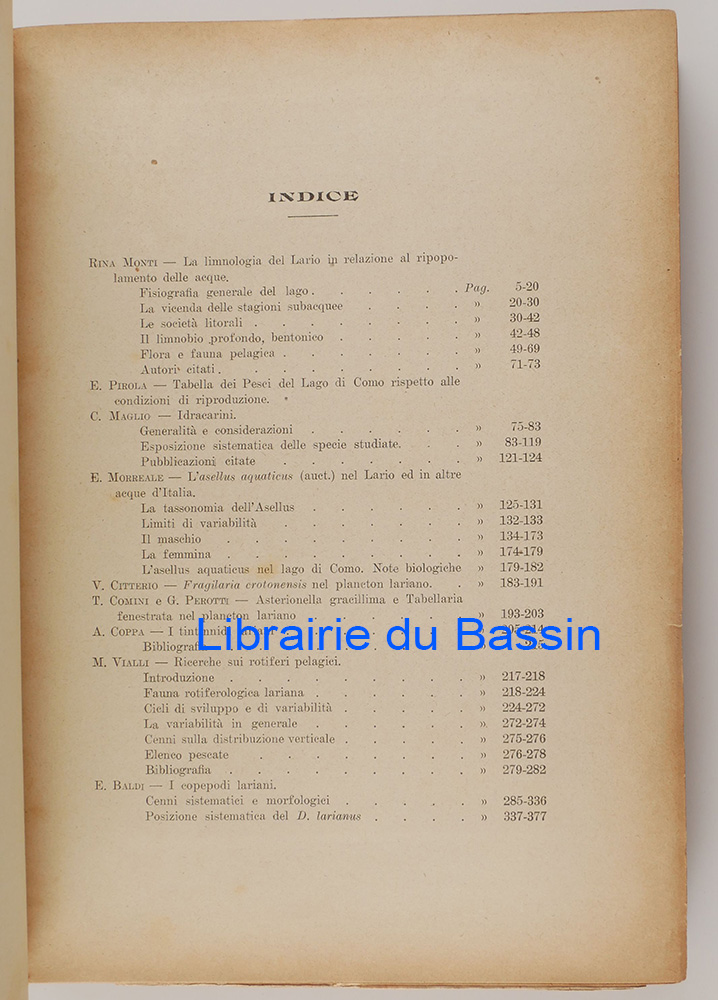 INDICE
RINA MONTI — La limnologia del Lario in relazione al ripopo-
lamento delle acque.
Fisiografia generale del lago . . . . . . Pag. 5-20
La vicenda delle stagioni subacquee . . . . » 20-30
Le società litorali . . . . . . . . » 30-42
Il limnobio profondo, bentonico . . . . . » 42-48
Flora e fauna pelagica . . . . . . . » 49-69
Autori citati . . . . . . . . . » 71-73
E. PIROLA — Tabella dei Pesci del Lago di Como rispetto alle
condizioni di riproduzione.
C. MAGLIO — Idracarini.
Generalità e considerazioni . . . . . . » 75-83
Esposizione sistematica delle specie studiate. . . » 83-119
Pubblicazioni citate . . . . . . . » 121-124
E. MORREALE — L'asellus aquaticus (auct.) nel Lario ed in altre
acque d'Italia.
La tassonomia dell'Asellus . . . . . . » 125-131
Limiti di variabilità . . . . . . . » 132-133
Il maschio . . . . . . . . . » 134-173
La femmina . . . . . . . . . » 174-179
L'asellus aquaticus nel lago di Como. Note biologiche » 179-182
V. CITTERIO — Fragilaria crotonensis nel plancton lariano. . » 183-191
T. COMINI e G. PEROTTI — Asterionella gracillima e Tabellaria
fenestrata nel plancton lariano . . . . . . » 193-203
A. COPPA — I tintinnidi lariani . . . . . . » 205-214
Bibliografia . . . . . . . . » 215
Librairie du Bassin
M. VIALLI — Ricerche sui rotiferi pelagici.
Introduzione . . . . . . . . . » 217-218
Fauna rotiferologica lariana . . . . . . » 218-224
Cicli di sviluppo e di variabilità . . . . . » 224-272
La variabilità in generale . . . . . . » 272-274
Cenni sulla distribuzione verticale . . . . . » 275-276
Elenco pescate . . . . . . . . » 276-278
Bibliografia . . . . . . . . . » 279-282
E. BALDI — I copepodi lariani.
Cenni sistematici e morfologici . . . . . » 285-336
Posizione sistematica del D. larianus . . . . » 337-377